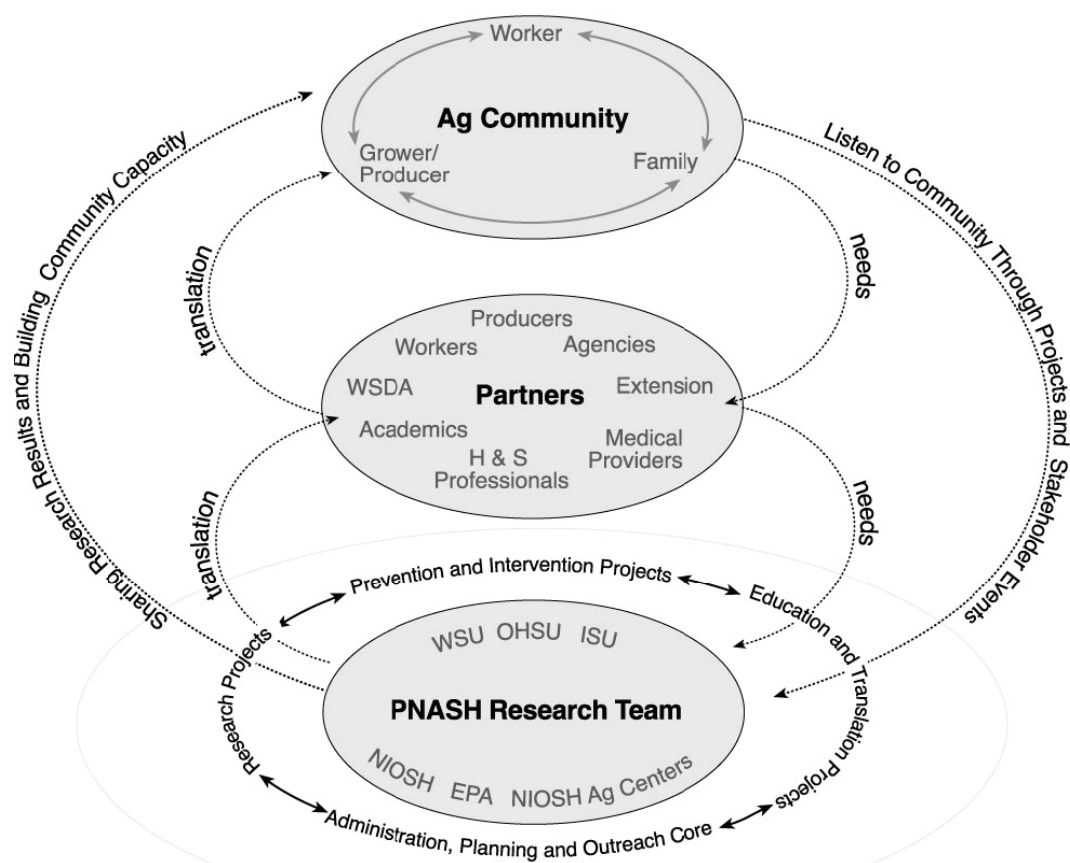 Worker
Ag Community
Grower/
Producer
Family
Sharing Research Results and Building Community Capacity
Listen to Community Through Projects and Stakeholder Events
translation
needs
Producers
Workers
Agencies
WSDA
Partners
Extension
Academics
Medical
Providers
H & S
Professionals
translation
needs
Prevention and Intervention Projects
Research Projects
Education and Translation Projects
WSU OHSU ISU
PNASH Research Team
NIOSH EPA NIOSH Ag Centers
Administration, Planning and Outreach Core